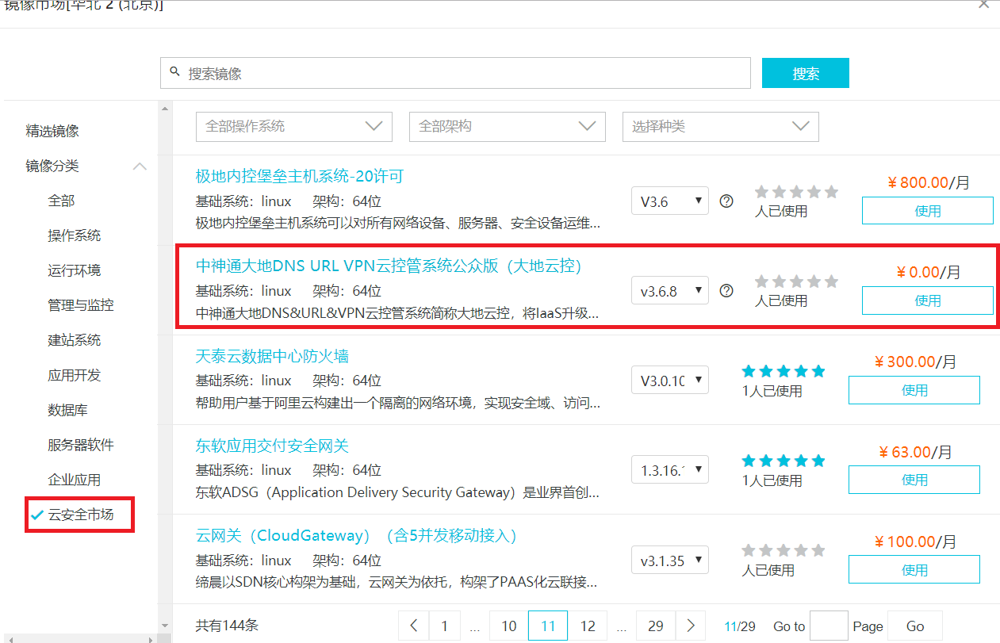 镜像市场[华北 2 (北京)]
搜索镜像
搜索
精选镜像
镜像分类
全部
操作系统
运行环境
管理与监控
建站系统
应用开发
数据库
服务器软件
企业应用
云安全市场
全部操作系统
全部架构
选择种类
极地内控堡垒主机系统-20许可
基础系统：linux 架构：64位
极地内控堡垒主机系统可以对所有网络设备、服务器、安全设备运维...
V3.6
人已使用
¥800.00/月
使用
中神通大地DNS URL VPN云控管系统公众版（大地云控）
基础系统：linux 架构：64位
中神通大地DNS&URL&VPN云控管系统简称大地云控，将IaaS升级...
v3.6.8
人已使用
¥0.00/月
使用
天泰云数据中心防火墙
基础系统：linux 架构：64位
帮助用户基于阿里云构建出一个隔离的网络环境，实现安全域、访问...
V3.0.10
1人已使用
¥300.00/月
使用
东软应用交付安全网关
基础系统：linux 架构：64位
东软ADSG（Application Delivery Security Gateway）是业界首创...
1.3.16.
1人已使用
¥63.00/月
使用
云网关（CloudGateway）（含5并发移动接入）
基础系统：linux 架构：64位
缔晨以SDN核心构架为基础，云网关为依托，构架了PAAS化云联接...
v3.1.35
人已使用
¥100.00/月
使用
共有144条
1 ... 10 11 12 ... 29 11/29 Go to Page Go